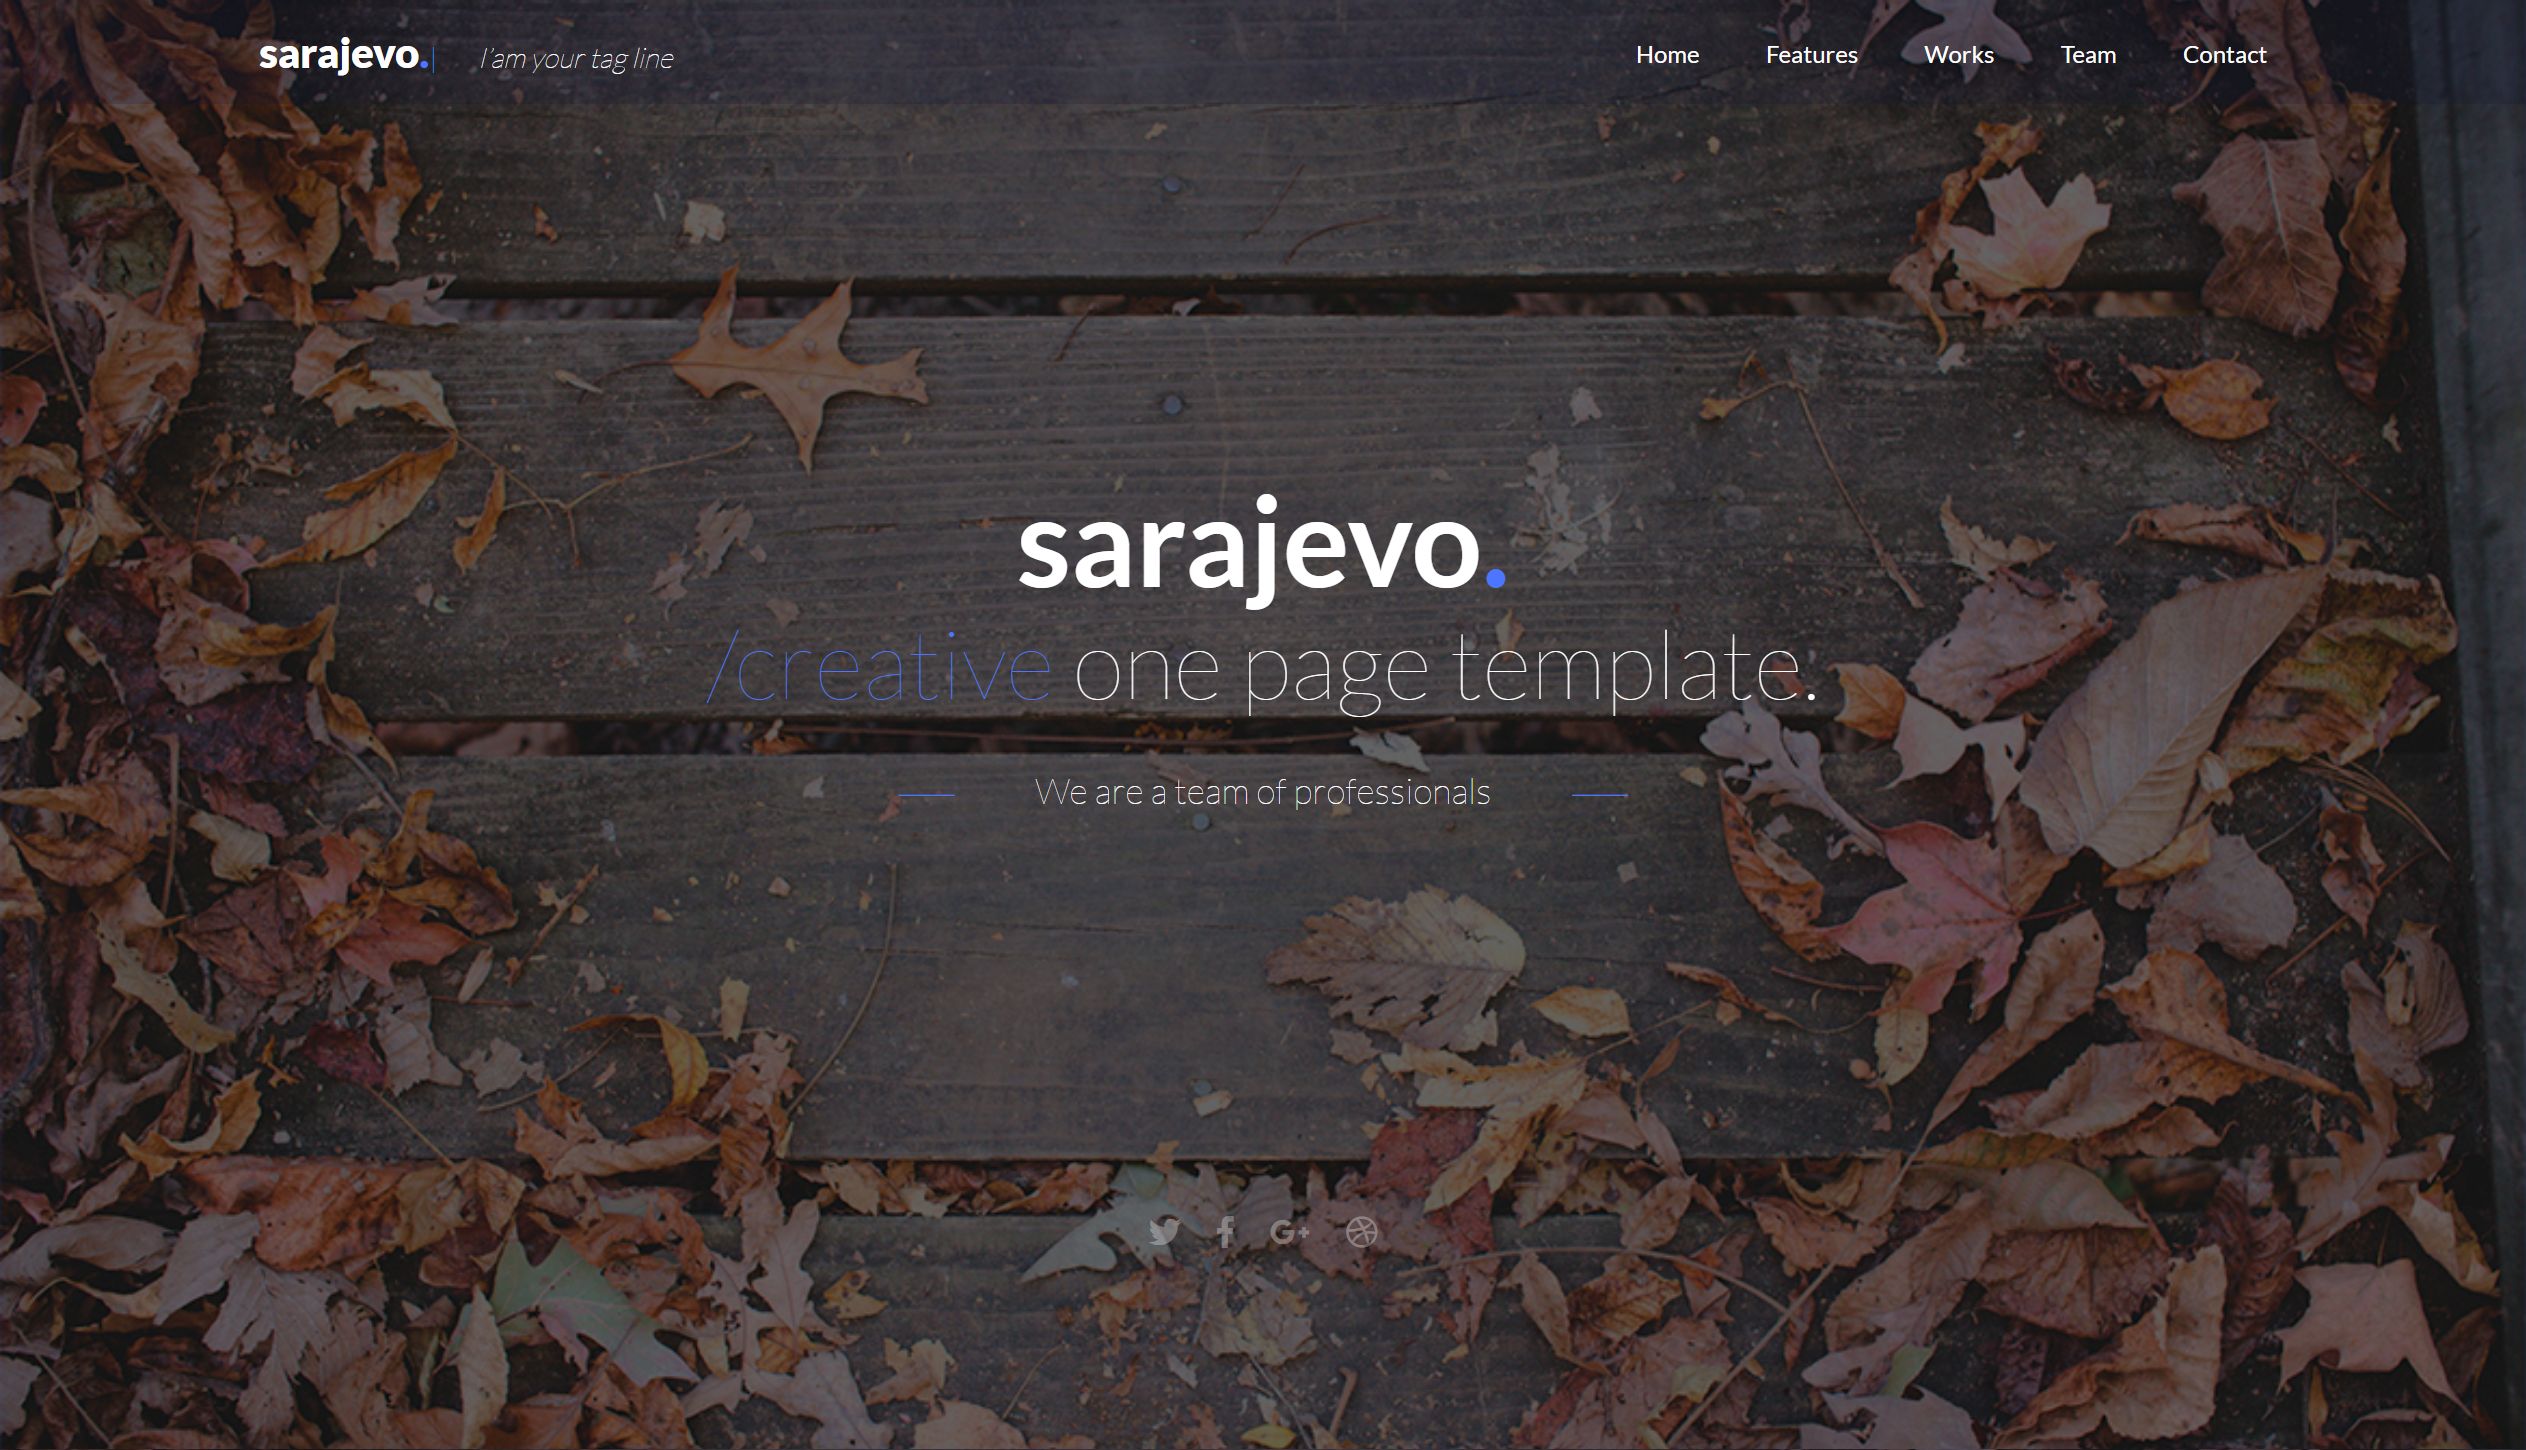 sarajevo.
I'am your tag line
Home Features Works Team Contact
sarajevo.
/creative one page template.
We are a team of professionals
G+